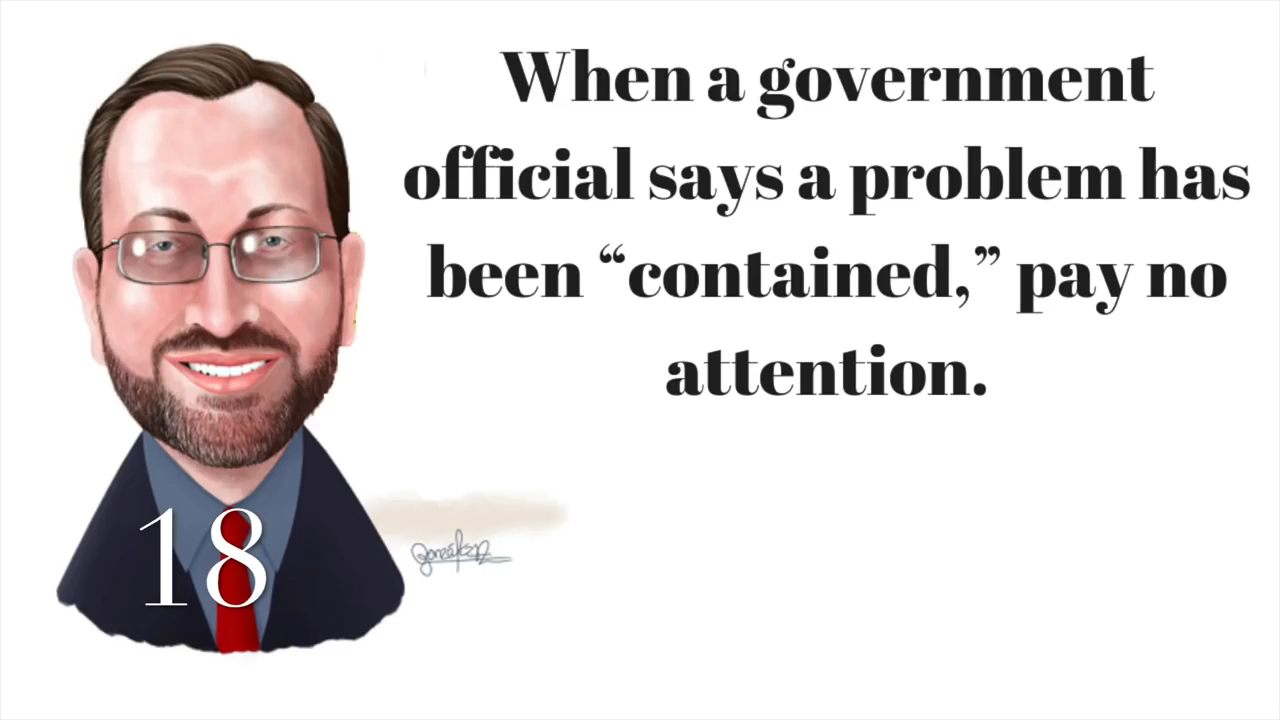 When a government
official says a problem has
been “contained,” pay no
attention.
18